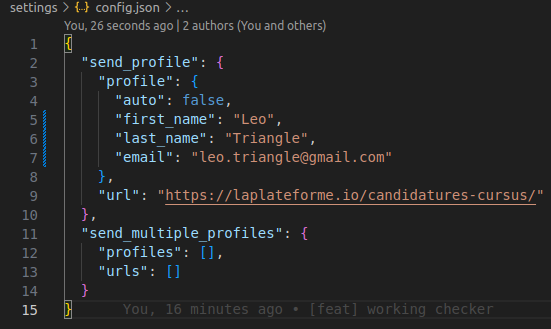 settings > {..} config.json > ...
You, 26 seconds ago | 2 authors (You and others)
1 {
2 "send_profile": {
3 "profile": {
4 "auto": false,
5 "first_name": "Leo",
6 "last_name": "Triangle",
7 "email": "leo.triangle@gmail.com"
8 },
9 "url": "https://laplateforme.io/candidatures-cursus/"
10 },
11 "send_multiple_profiles": {
12 "profiles": [],
13 "urls": []
14 }
15 } You, 16 minutes ago • [feat] working checker